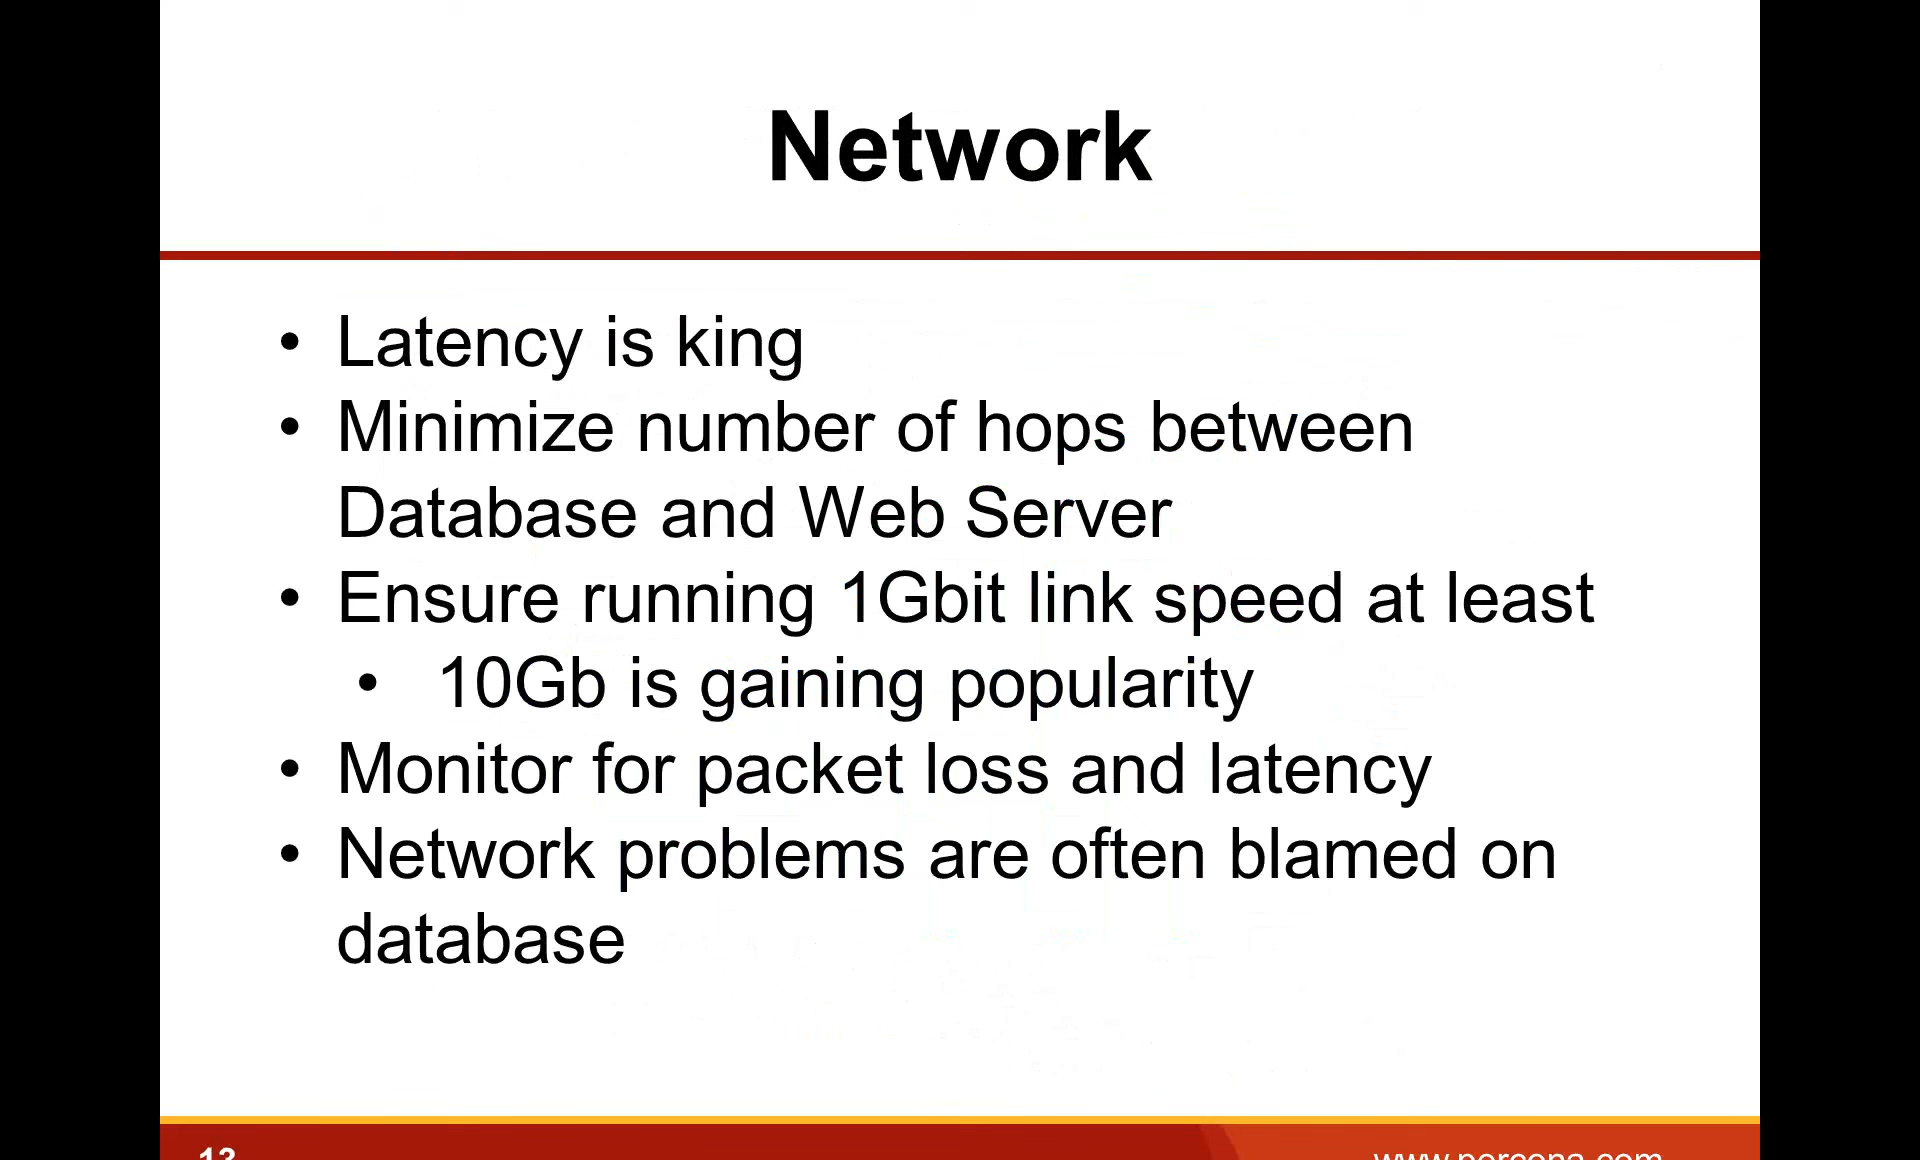 Network
• Latency is king
• Minimize number of hops between
Database and Web Server
• Ensure running 1Gbit link speed at least
• 10Gb is gaining popularity
• Monitor for packet loss and latency
• Network problems are often blamed on
database
www.percona.com